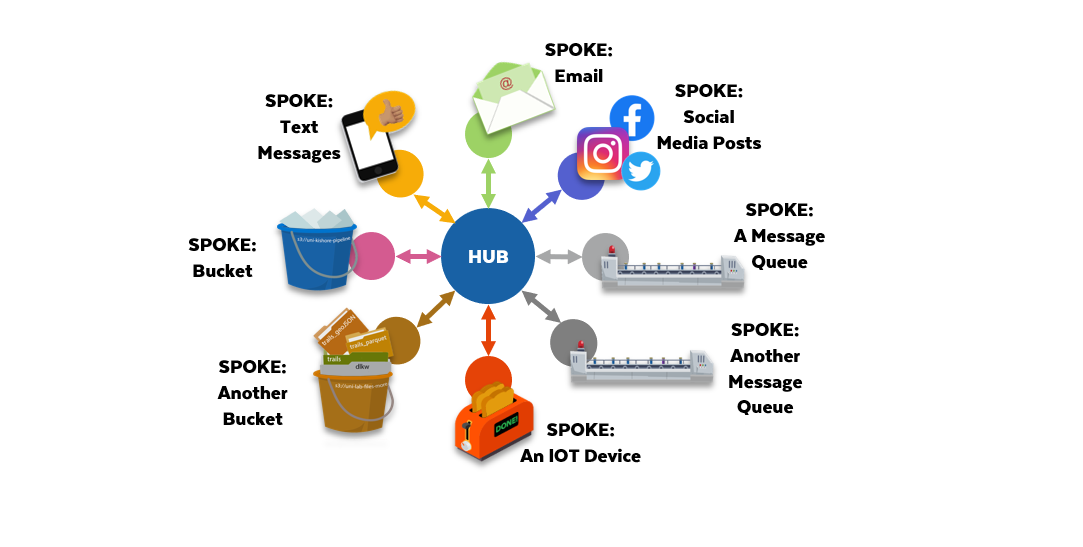 SPOKE:
Email
SPOKE:
Text
Messages
@
SPOKE:
Social
Media Posts
SPOKE:
A Message
Queue
SPOKE:
Bucket
s3://uni-kishore-pipeline
HUB
SPOKE:
Another
Bucket
trails_geoJSON
trails_parquet
trails
dlkw
s3://uni-lab-files-more
SPOKE:
Another
Message
Queue
DONE!
SPOKE:
An IOT Device